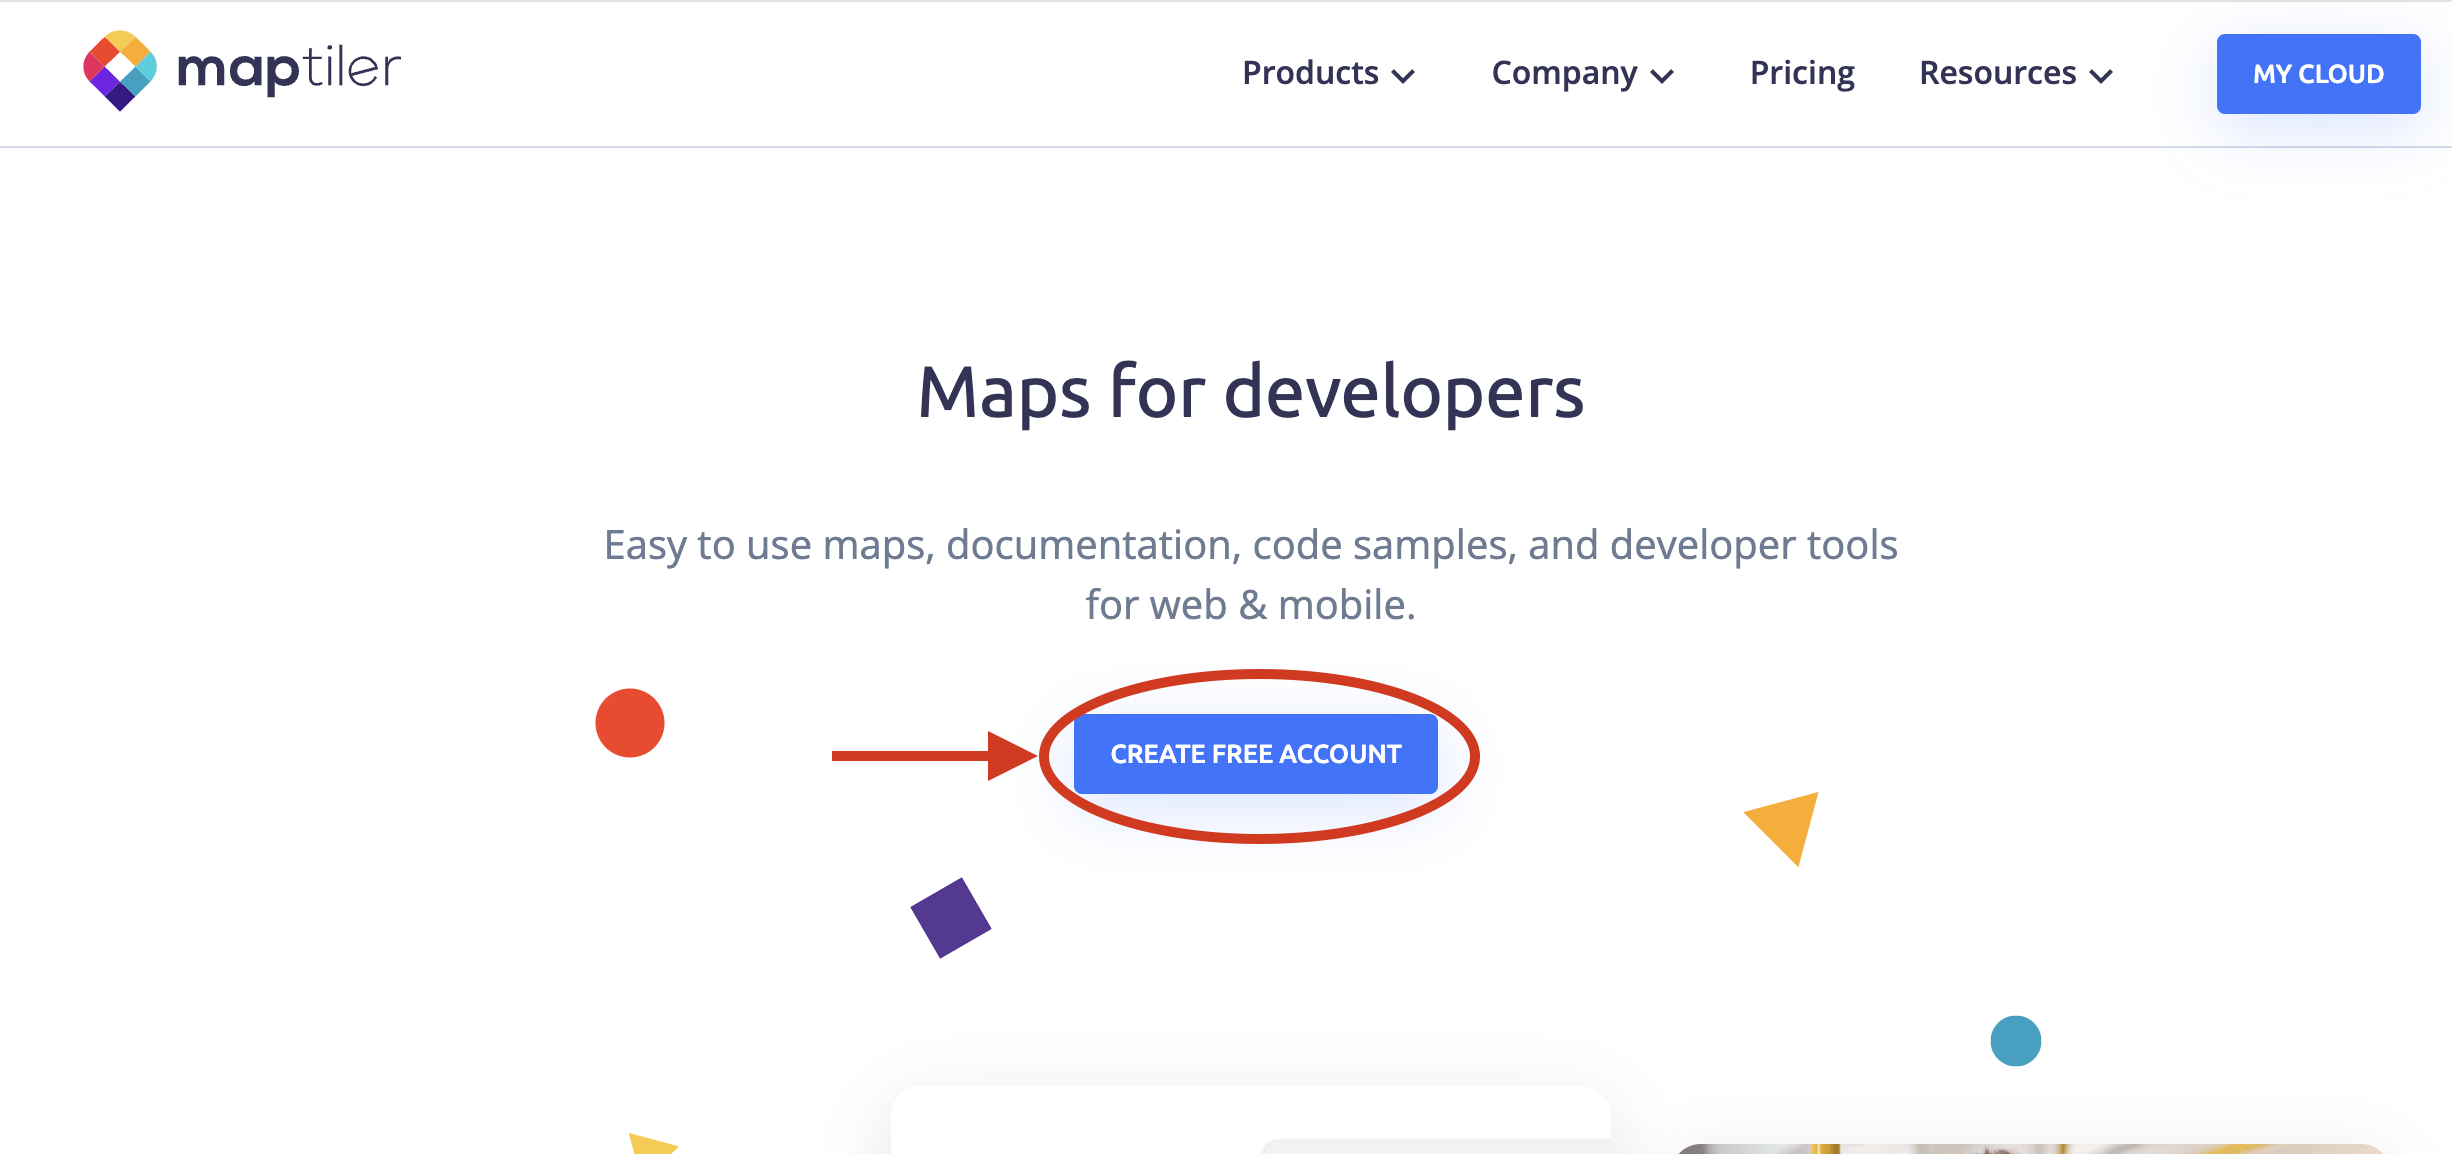 maptiler
Products
Company
Pricing
Resources
MY CLOUD
Maps for developers
Easy to use maps, documentation, code samples, and developer tools
for web & mobile.
CREATE FREE ACCOUNT